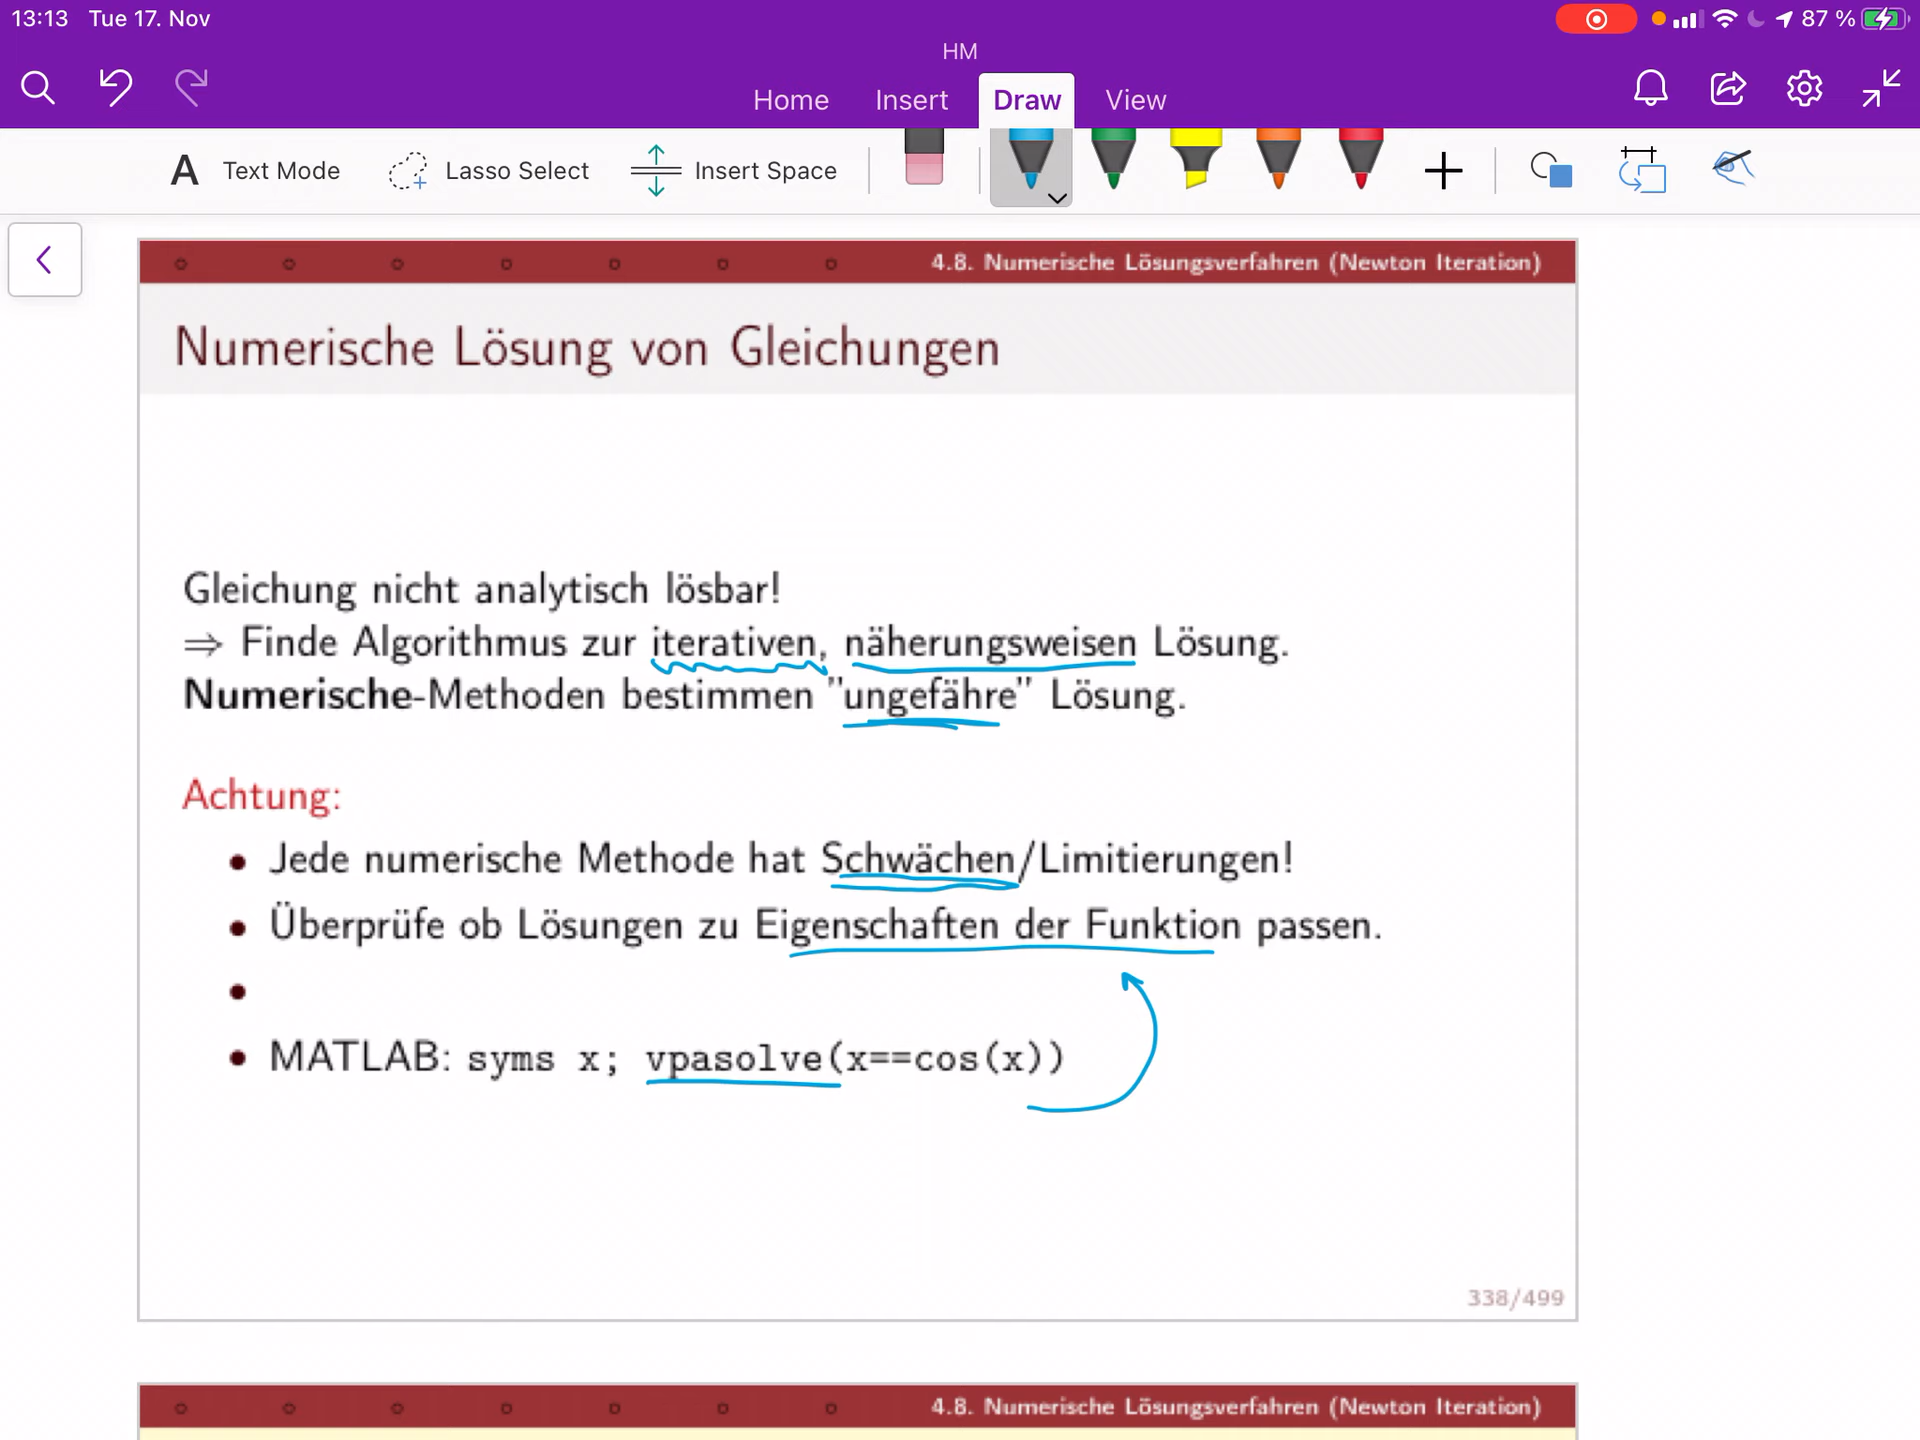 13:13 Tue 17. Nov
87 %
HM
Home Insert Draw View
A Text Mode Lasso Select Insert Space
4.8. Numerische Lösungsverfahren (Newton Iteration)
Numerische Lösung von Gleichungen
Gleichung nicht analytisch lösbar!
⇒ Finde Algorithmus zur iterativen, näherungsweisen Lösung.
Numerische-Methoden bestimmen "ungefähre" Lösung.
Achtung:
• Jede numerische Methode hat Schwächen/Limitierungen!
• Überprüfe ob Lösungen zu Eigenschaften der Funktion passen.
•
• MATLAB: syms x; vpasolve(x==cos(x))
338/499
4.8. Numerische Lösungsverfahren (Newton Iteration)